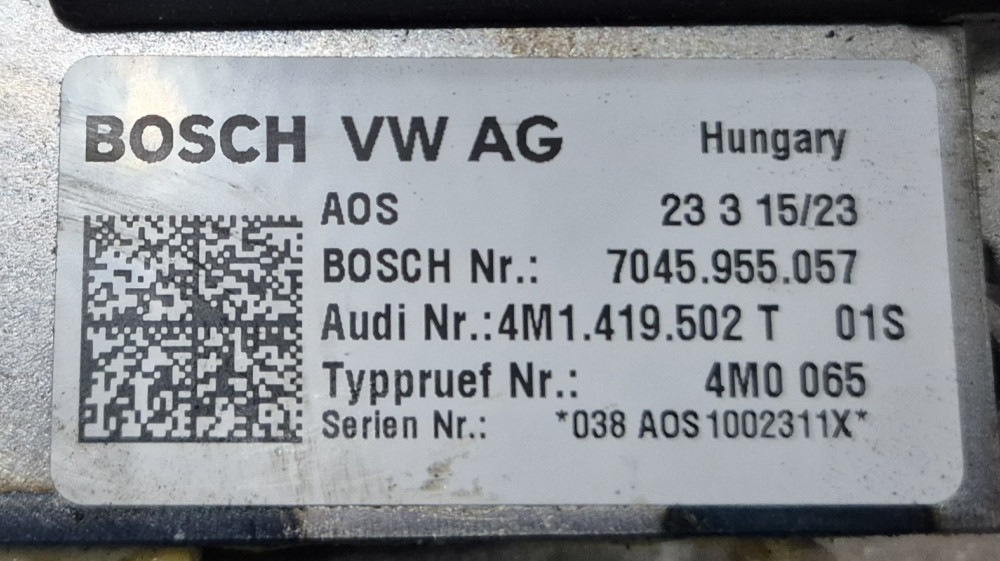 BOSCH VW AG Hungary
AOS 23 3 15/23
BOSCH Nr.: 7045.955.057
Audi Nr.:4M1.419.502 T 01S
Typpruef Nr.: 4M0 065
Serien Nr.: *038 AOS1002311X*